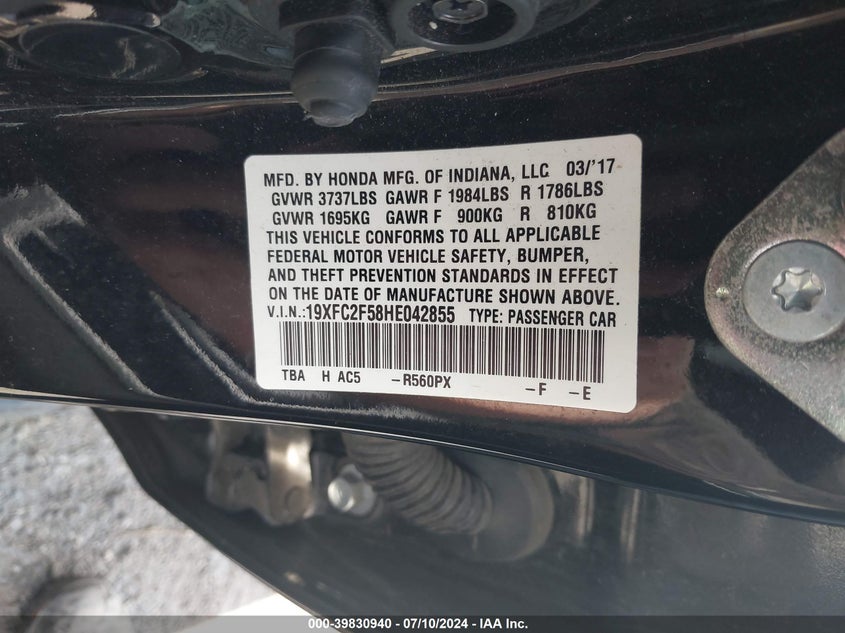 MFD. BY HONDA MFG. OF INDIANA, LLC 03/'17
GVWR 3737LBS GAWR F 1984LBS R 1786LBS
GVWR 1695KG GAWR F 900KG R 810KG
THIS VEHICLE CONFORMS TO ALL APPLICABLE
FEDERAL MOTOR VEHICLE SAFETY, BUMPER,
AND THEFT PREVENTION STANDARDS IN EFFECT
ON THE DATE OF MANUFACTURE SHOWN ABOVE.
V.I.N.:19XFC2F58HE042855 TYPE: PASSENGER CAR
TBA H AC5 -R560PX -F -E
000-39830940 - 07/10/2024 - IAA Inc.